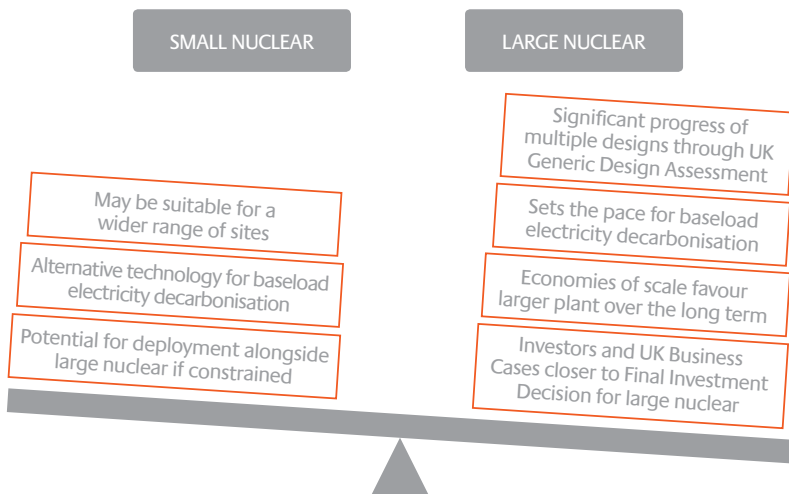 SMALL NUCLEAR
May be suitable for a
wider range of sites
Alternative technology for baseload
electricity decarbonisation
Potential for deployment alongside
large nuclear if constrained
LARGE NUCLEAR
Significant progress of
multiple designs through UK
Generic Design Assessment
Sets the pace for baseload
electricity decarbonisation
Economies of scale favour
larger plant over the long term
Investors and UK Business
Cases closer to Final Investment
Decision for large nuclear